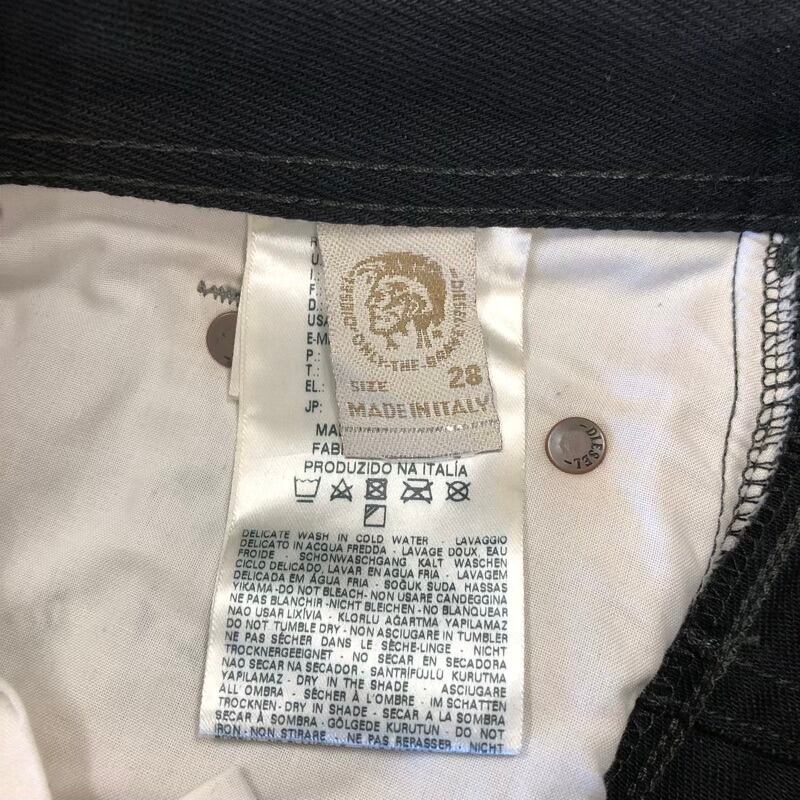 R
U
I.:
F.:
D.:
USA
E-M
P.:
T.:
EL.:
JP:
DIESEL
ONLY-THE-BRAVE
SIZE 28
MADE IN ITALY
DIESEL
PRODUZIDO NA ITALÍA
DELICATE WASH IN COLD WATER - LAVAGGIO
DELICATO IN ACQUA FREDDA - LAVAGE DOUX, EAU
FROIDE - SCHONWASCHGANG KALT WASCHEN
CICLO DELICADO, LAVAR EN AGUA FRIA - LAVAGEM
DELICADA EM ÁGUA FRIA - SOĞUK SUDA HASSAS
YIKAMA - DO NOT BLEACH - NON USARE CANDEGGINA
NE PAS BLANCHIR - NICHT BLEICHEN - NO BLANQUEAR
NAO USAR LIXÍVIA - KLORLU AĞARTMA YAPILAMAZ
DO NOT TUMBLE DRY - NON ASCIUGARE IN TUMBLER
NE PAS SÉCHER DANS LE SÈCHE-LINGE - NICHT
TROCKNERGEEIGNET - NO SECAR EN SECADORA
NAO SECAR NA SECADOR - SANTRİFÜJLÜ KURUTMA
YAPILAMAZ - DRY IN THE SHADE - ASCIUGARE
ALL'OMBRA - SÉCHER À L'OMBRE - IM SCHATTEN
TROCKNEN - DRY IN SHADE - SECAR A LA SOMBRA
SECAR À SOMBRA - GÖLGEDE KURUTUN - DO NOT
IRON - NON STIRARE - NE PAS REPASSER - NICHT